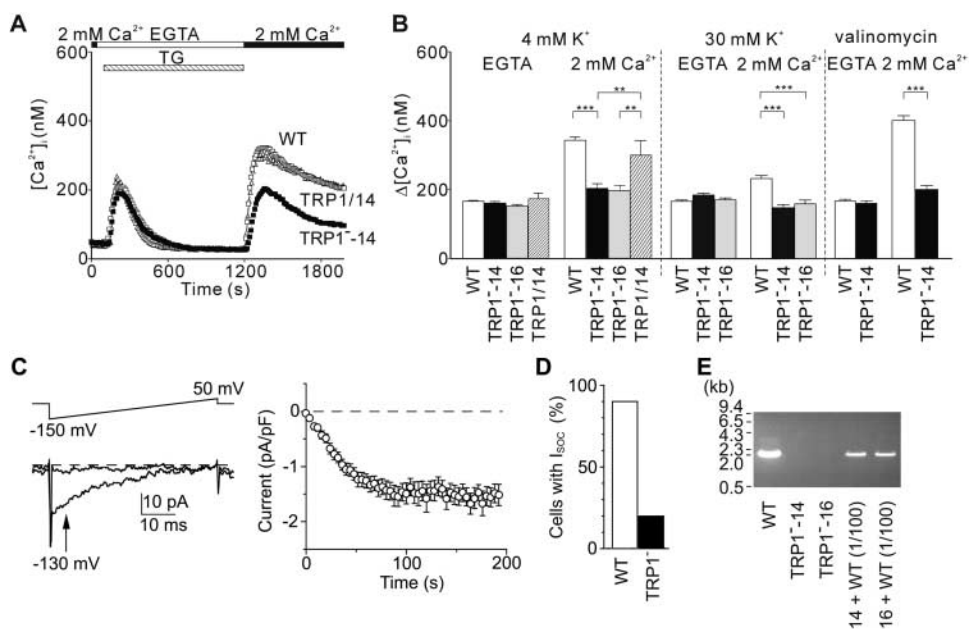 A
2 mM Ca²⁺ EGTA 2 mM Ca²⁺
TG
600
400
200
0
[Ca²⁺]ᵢ (nM)
WT
TRP1/14
TRP1⁻-14
0 600 1200 1800
Time (s)
B
4 mM K⁺ 30 mM K⁺ valinomycin
EGTA 2 mM Ca²⁺ EGTA 2 mM Ca²⁺ EGTA 2 mM Ca²⁺
600
400
200
0
Δ[Ca²⁺]ᵢ (nM)
** *** **
*** ***
***
WT TRP1⁻-14 TRP1⁻-16 TRP1/14 WT TRP1⁻-14 TRP1⁻-16 TRP1/14 WT TRP1⁻-14 TRP1⁻-16 WT TRP1⁻-14 TRP1⁻-16 WT TRP1⁻-14 WT TRP1⁻-14
C
50 mV
-150 mV
10 pA
10 ms
-130 mV
0
-1
-2
Current (pA/pF)
0 100 200
Time (s)
D
100
50
0
Cells with I_SOC (%)
WT TRP1⁻
E
(kb)
9.4
6.5
4.3
2.3
2.0
0.5
WT TRP1⁻-14 TRP1⁻-16 14 + WT (1/100) 16 + WT (1/100)